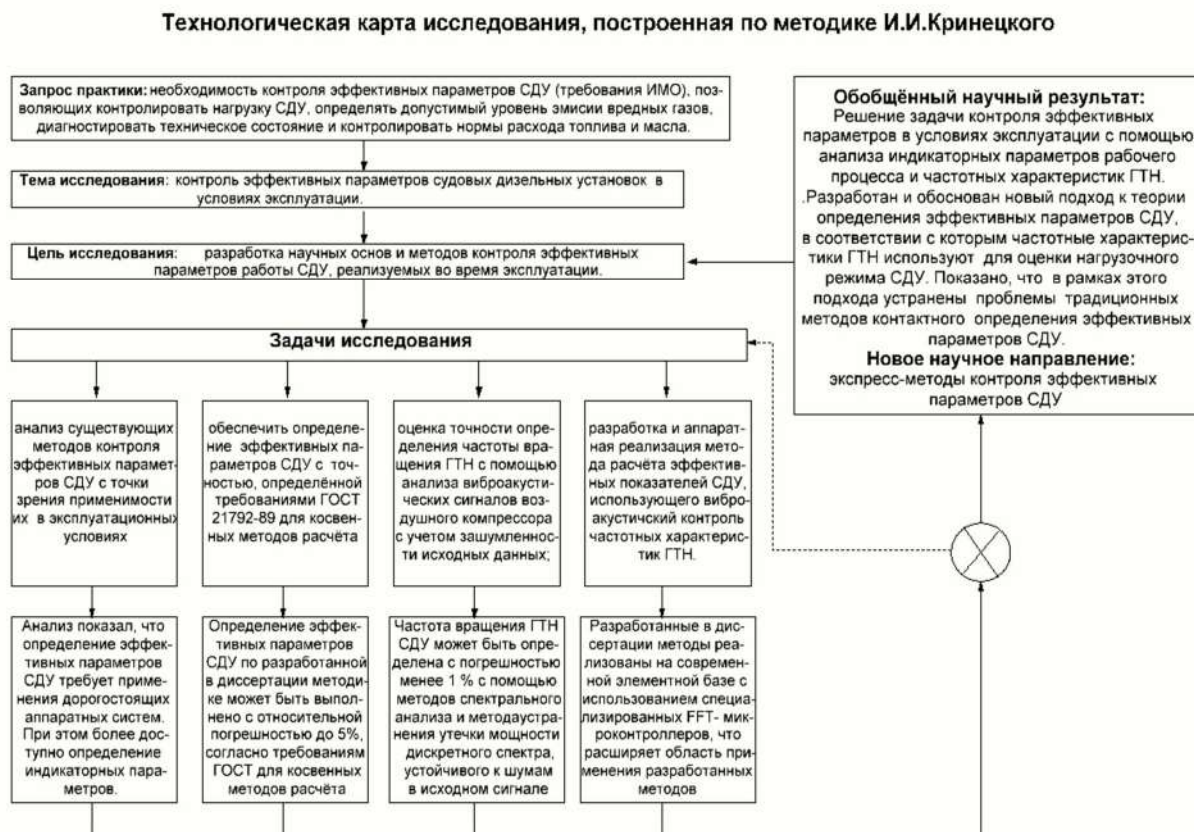 Технологическая карта исследования, построенная по методике И.И.Кринецкого
Запрос практики: необходимость контроля эффективных параметров СДУ (требования ИМО), поз-
воляющих контролировать нагрузку СДУ, определять допустимый уровень эмиссии вредных газов,
диагностировать техническое состояние и контролировать нормы расхода топлива и масла.
Тема исследования: контроль эффективных параметров судовых дизельных установок в
условиях эксплуатации.
Цель исследования: разработка научных основ и методов контроля эффективных
параметров работы СДУ, реализуемых во время эксплуатации.
Задачи исследования
анализ существующих
методов контроля
эффективных парамет-
ров СДУ с точки
зрения применимости
их в эксплуатационных
условиях
обеспечить определе-
ние эффективных па-
раметров СДУ с точ-
ностью, определённой
требованиями ГОСТ
21792-89 для косвен-
ных методов расчёта
оценка точности опре-
деления частоты вра-
щения ГТН с помощью
анализа виброакусти-
ческих сигналов воз-
душного компрессора
с учетом зашумленно-
сти исходных данных;
разработка и аппарат-
ная реализация мето-
да расчёта эффектив-
ных показателей СДУ,
использующего вибро-
акустичский контроль
частотных характерис-
тик ГТН.
Анализ показал, что
определение эффек-
тивных параметров
СДУ требует приме-
нения дорогостоящих
аппаратных систем.
При этом более дос-
тупно определение
индикаторных пара-
метров.
Определение эффек-
тивных параметров
СДУ по разработанной
в диссертации методи-
ке может быть выпол-
нено с относительной
погрешностью до 5%,
согласно требованиям
ГОСТ для косвенных
методов расчёта
Частота вращения ГТН
СДУ может быть опре-
делена с погрешностью
менее 1 % с помощью
методов спектрального
анализа и методаустра-
нения утечки мощности
дискретного спектра,
устойчивого к шумам
в исходном сигнале
Разработанные в дис-
сертации методы реа-
лизованы на современ-
ной элементной базе с
использованием специа-
лизированных FFT- мик-
роконтроллеров, что
расширяет область при-
менения разработанных
методов
Обобщённый научный результат:
Решение задачи контроля эффективных
параметров в условиях эксплуатации с помощью
анализа индикаторных параметров рабочего
процесса и частотных характеристик ГТН.
.Разработан и обоснован новый подход к теории
определения эффективных параметров СДУ,
в соответствии с которым частотные характерис-
тики ГТН используют для оценки нагрузочного
режима СДУ. Показано, что в рамках этого
подхода устранены проблемы традиционных
методов контактного определения эффективных
параметров СДУ.
Новое научное направление:
экспресс-методы контроля эффективных
параметров СДУ